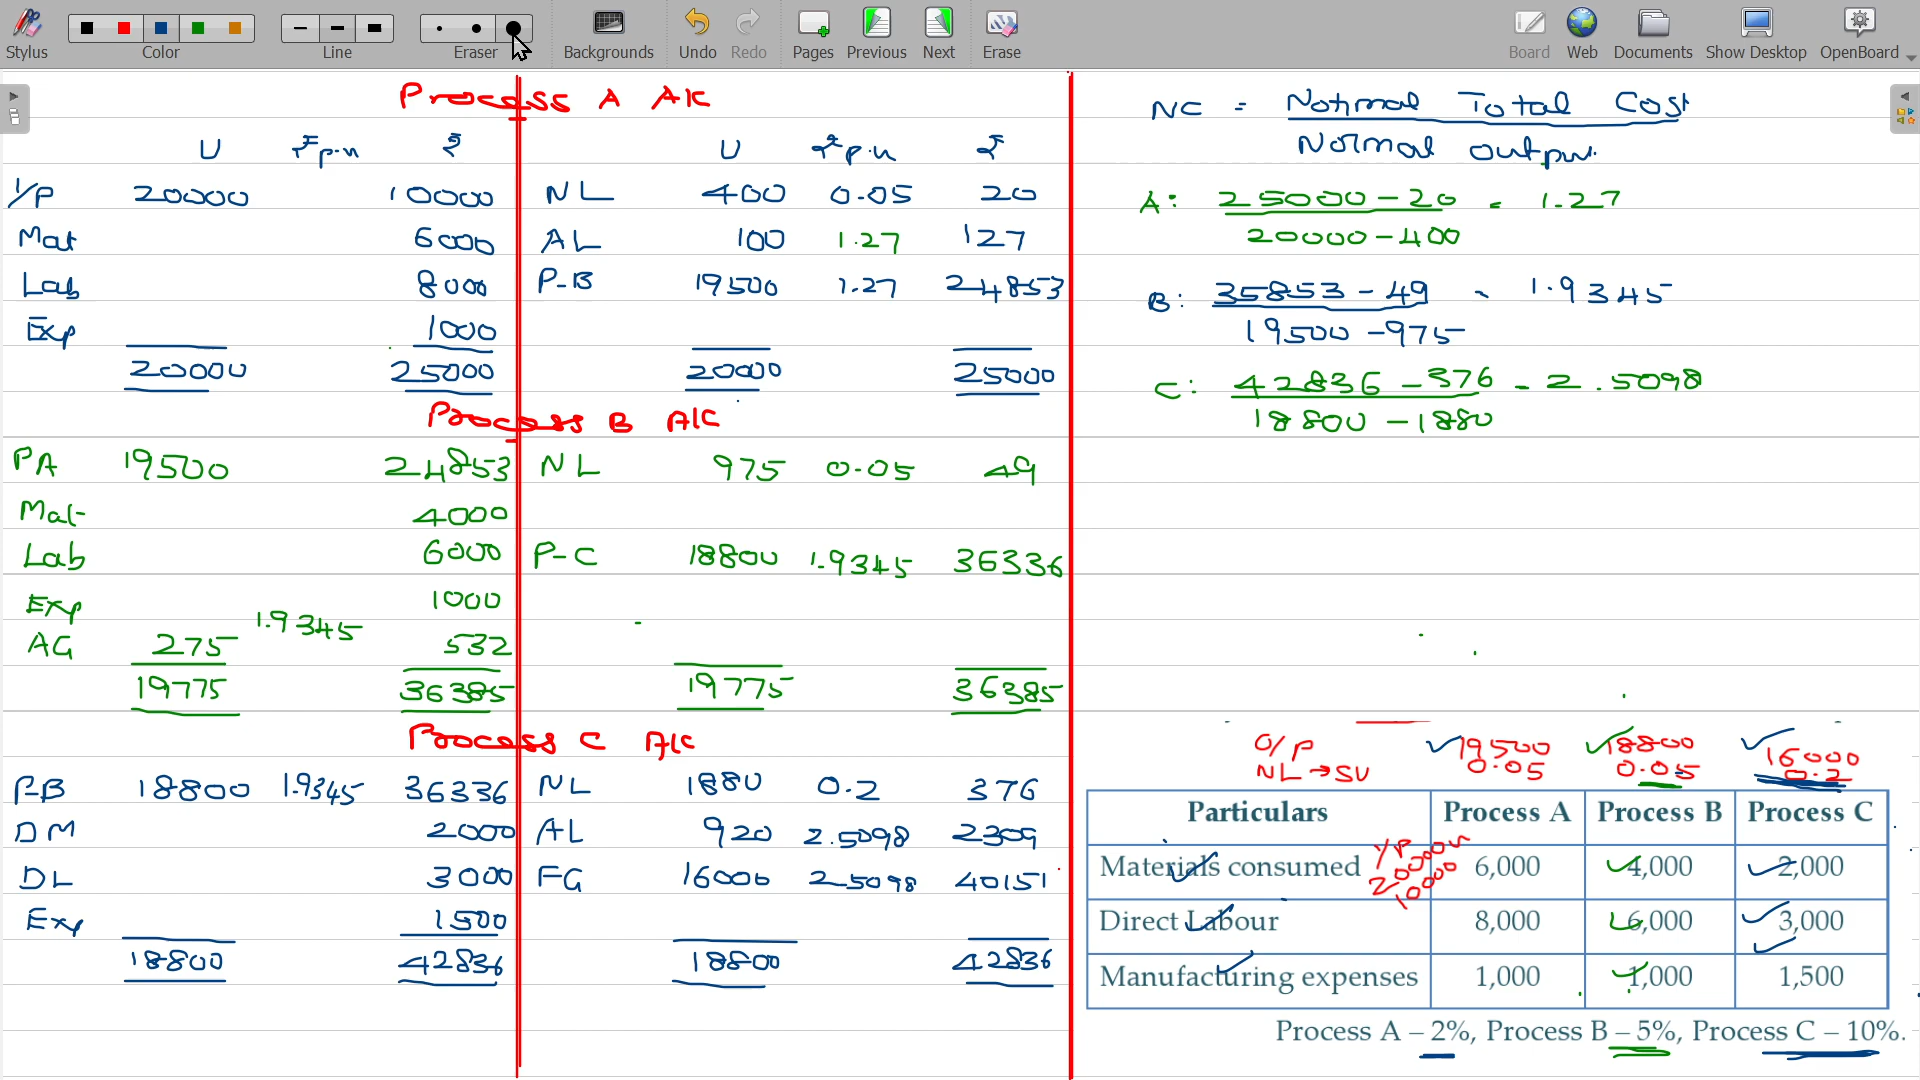 Stylus Color Line Eraser Backgrounds Undo Redo Pages Previous Next Erase Board Web Documents Show Desktop OpenBoard
Process A A/C
U ₹p.u ₹ U ₹p.u ₹
I/P 20000 10000 NL 400 0.05 20
Mat 6000 AL 100 1.27 127
Lab 8000 P-B 19500 1.27 24853
Exp 1000
20000 25000 20000 25000
Process B A/C
PA 19500 24853 NL 975 0.05 49
Mat 4000
Lab 6000 P-C 18800 1.9345 36336
Exp 1000
AG 275 1.9345 532
19775 36385 19775 36385
Process C A/C
P-B 18800 1.9345 36336 NL 1880 0.2 376
DM 2000 AL 920 2.5098 2309
DL 3000 FG 16000 2.5098 40151
Exp 1500
18800 42836 18800 42836
NC = Normal Total Cost
Normal output
A: 25000 - 20 = 1.27
20000 - 400
B: 35853 - 49 = 1.9345
19500 - 975
C: 42836 - 376 = 2.5098
18800 - 1880
O/P 19500 18800 16000
NL → SV 0.05 0.05 0.2
Particulars Process A Process B Process C
I/P 20000 u
10000
Materials consumed 6,000 4,000 2,000
Direct Labour 8,000 6,000 3,000
Manufacturing expenses 1,000 1,000 1,500
Process A – 2%, Process B – 5%, Process C – 10%.